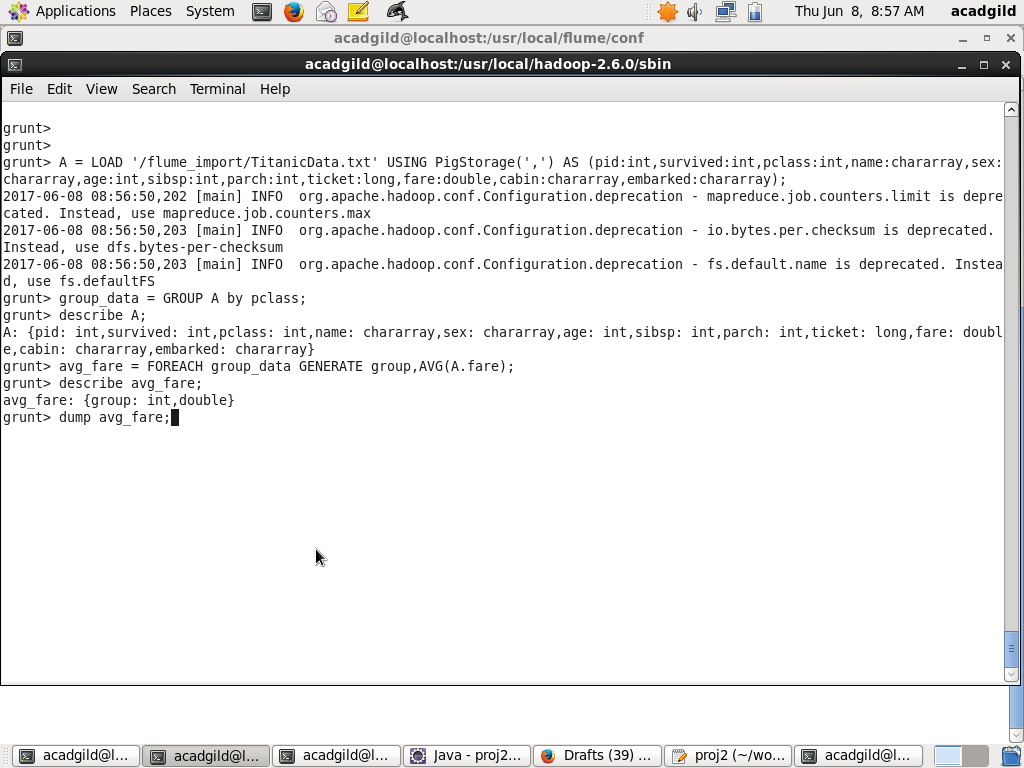 Applications Places System Thu Jun 8, 8:57 AM acadgild
acadgild@localhost:/usr/local/flume/conf
acadgild@localhost:/usr/local/hadoop-2.6.0/sbin
File Edit View Search Terminal Help
grunt>
grunt>
grunt> A = LOAD '/flume_import/TitanicData.txt' USING PigStorage(',') AS (pid:int,survived:int,pclass:int,name:chararray,sex:
chararray,age:int,sibsp:int,parch:int,ticket:long,fare:double,cabin:chararray,embarked:chararray);
2017-06-08 08:56:50,202 [main] INFO  org.apache.hadoop.conf.Configuration.deprecation - mapreduce.job.counters.limit is depre
cated. Instead, use mapreduce.job.counters.max
2017-06-08 08:56:50,203 [main] INFO  org.apache.hadoop.conf.Configuration.deprecation - io.bytes.per.checksum is deprecated.
Instead, use dfs.bytes-per-checksum
2017-06-08 08:56:50,203 [main] INFO  org.apache.hadoop.conf.Configuration.deprecation - fs.default.name is deprecated. Instea
d, use fs.defaultFS
grunt> group_data = GROUP A by pclass;
grunt> describe A;
A: {pid: int,survived: int,pclass: int,name: chararray,sex: chararray,age: int,sibsp: int,parch: int,ticket: long,fare: doubl
e,cabin: chararray,embarked: chararray}
grunt> avg_fare = FOREACH group_data GENERATE group,AVG(A.fare);
grunt> describe avg_fare;
avg_fare: {group: int,double}
grunt> dump avg_fare;
acadgild@l... acadgild@l... acadgild@l... Java - proj2... Drafts (39) ... proj2 (~/wo... acadgild@l...